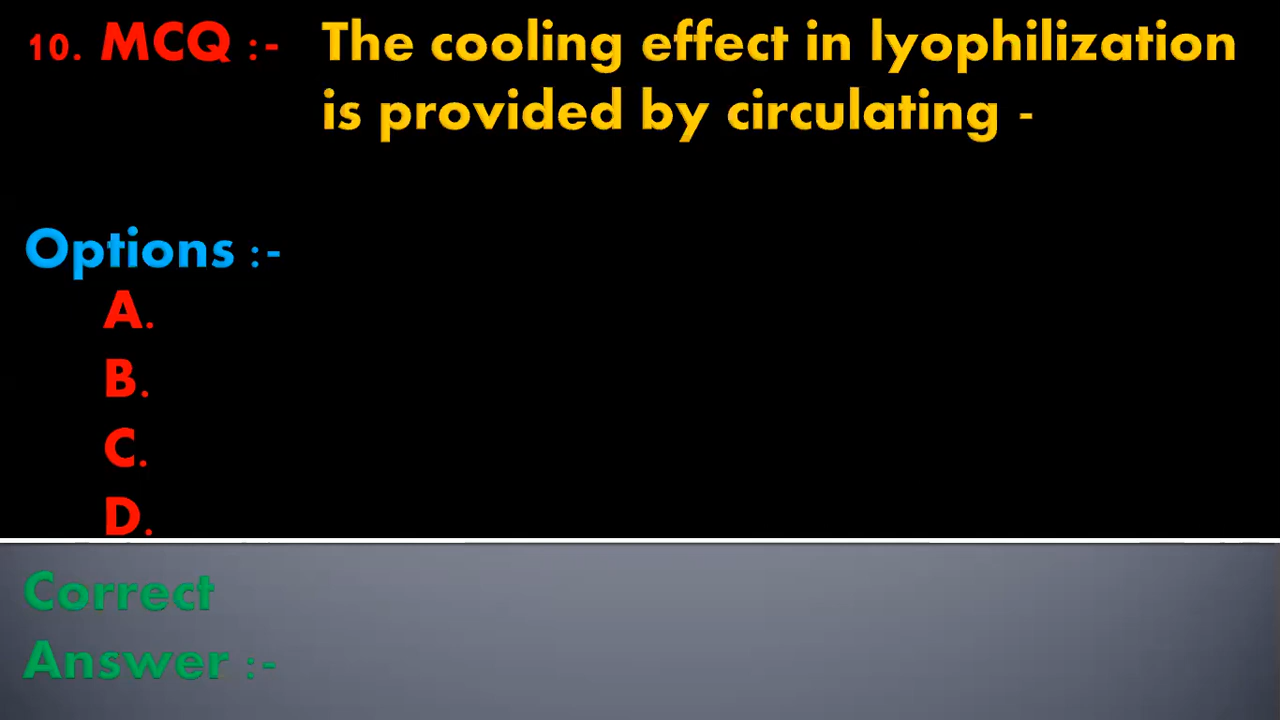 10. MCQ :- The cooling effect in lyophilization
is provided by circulating -
Options :-
A.
B.
C.
D.
Correct
Answer :-